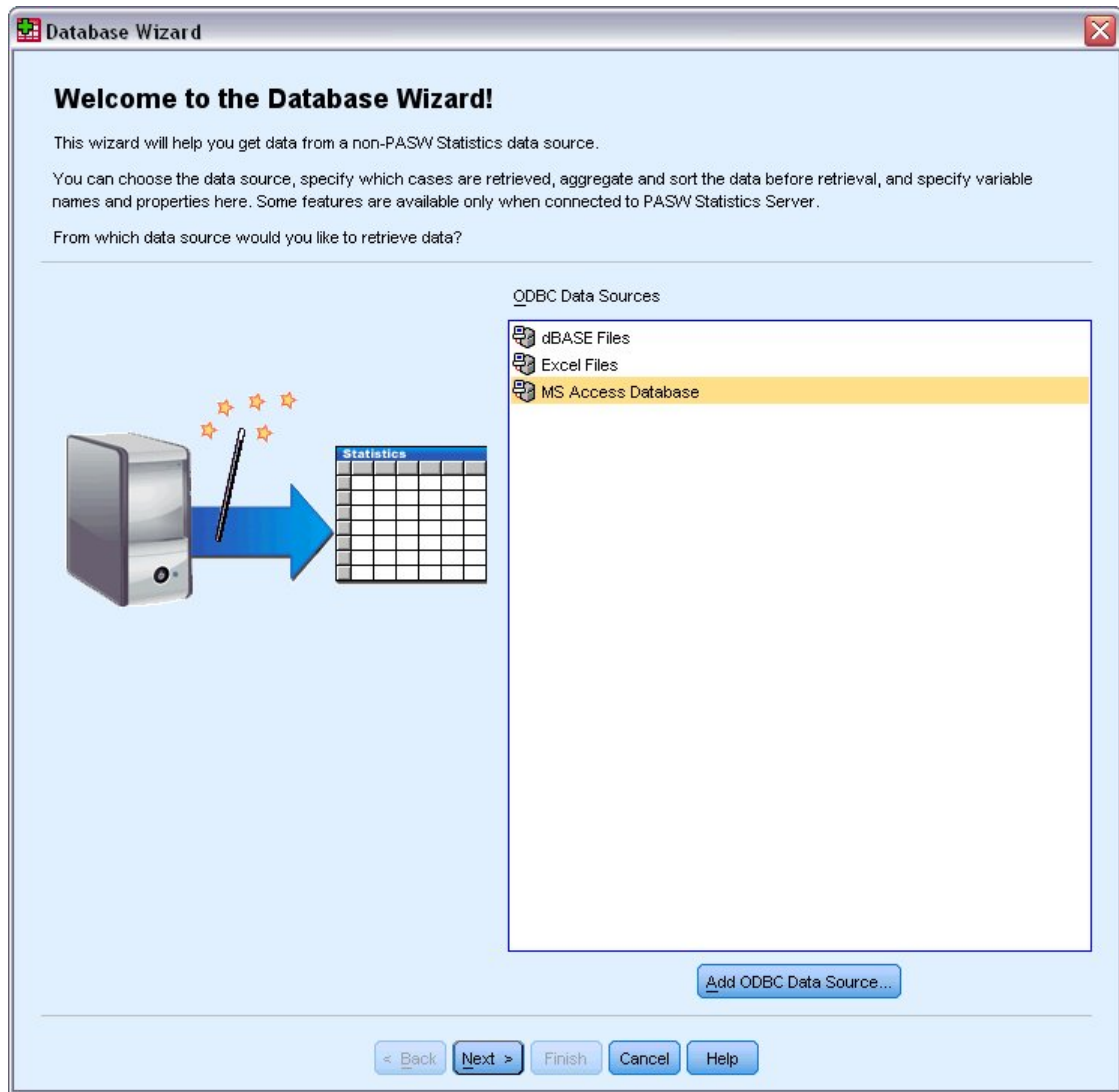 Database Wizard
Welcome to the Database Wizard!
This wizard will help you get data from a non-PASW Statistics data source.
You can choose the data source, specify which cases are retrieved, aggregate and sort the data before retrieval, and specify variable
names and properties here. Some features are available only when connected to PASW Statistics Server.
From which data source would you like to retrieve data?
ODBC Data Sources
dBASE Files
Excel Files
MS Access Database
Statistics
Add ODBC Data Source...
< Back
Next >
Finish
Cancel
Help